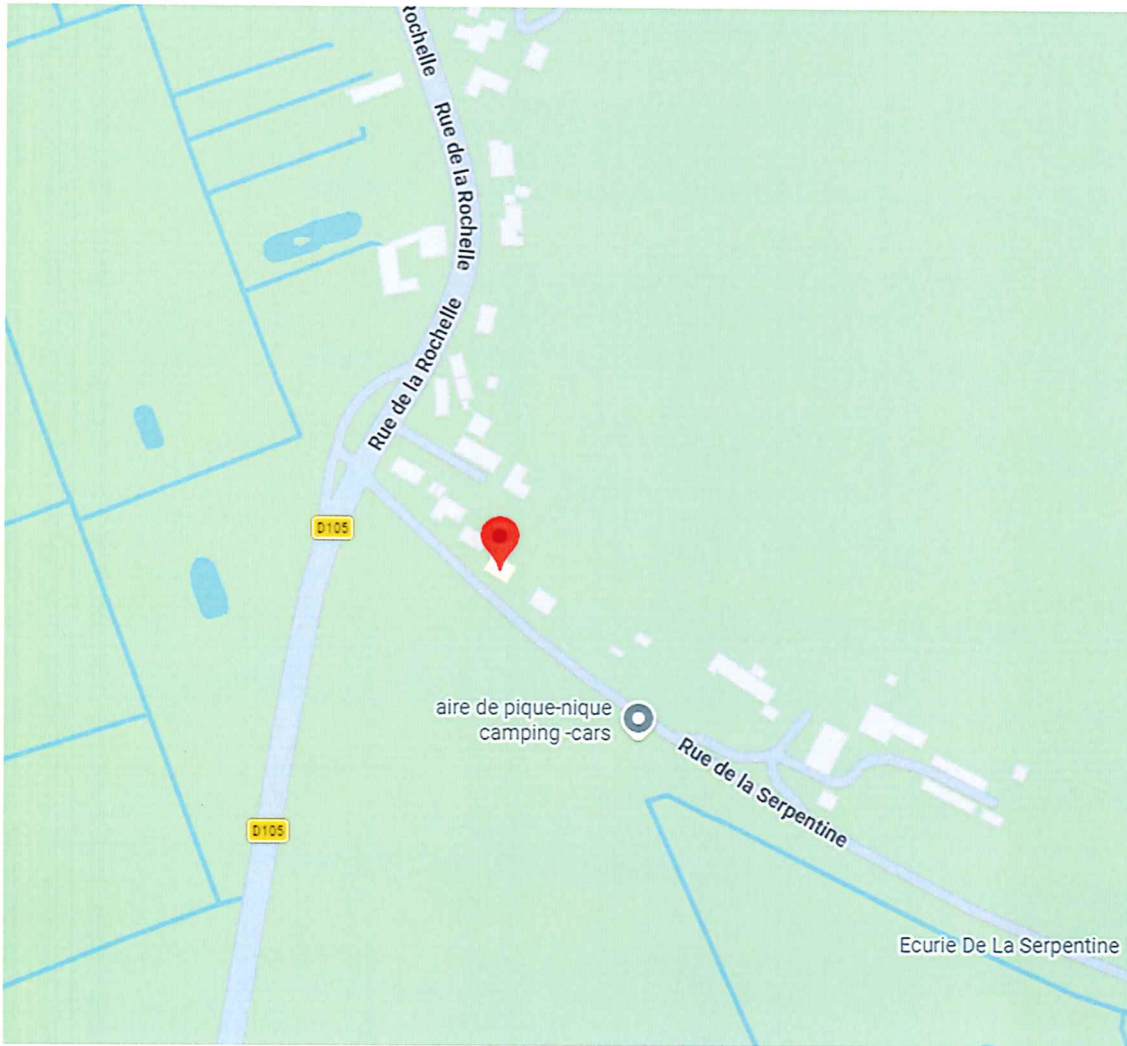 Rochelle
Rue de la Rochelle
Rue de la Rochelle
D105
aire de pique-nique
camping -cars
Rue de la Serpentine
D105
Ecurie De La Serpentine